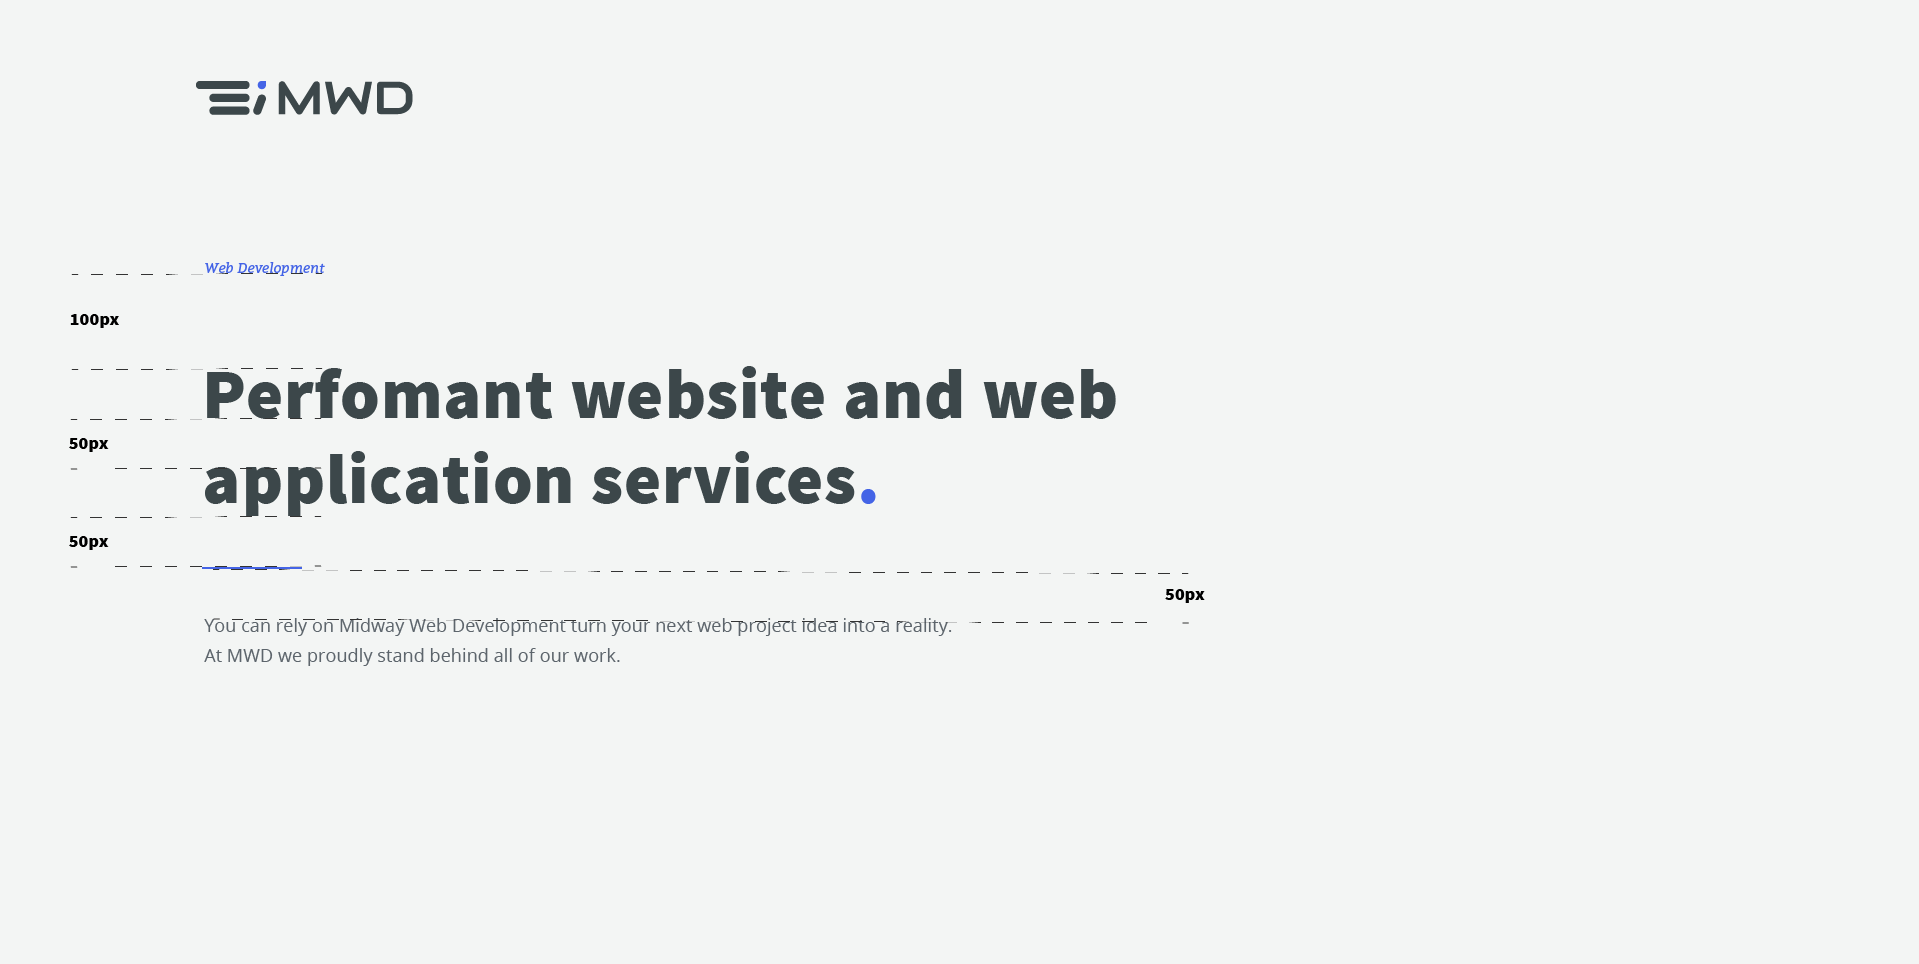 MWD
Web Development
100px
Perfomant website and web
50px
application services.
50px
50px
You can rely on Midway Web Development turn your next web project idea into a reality.
At MWD we proudly stand behind all of our work.